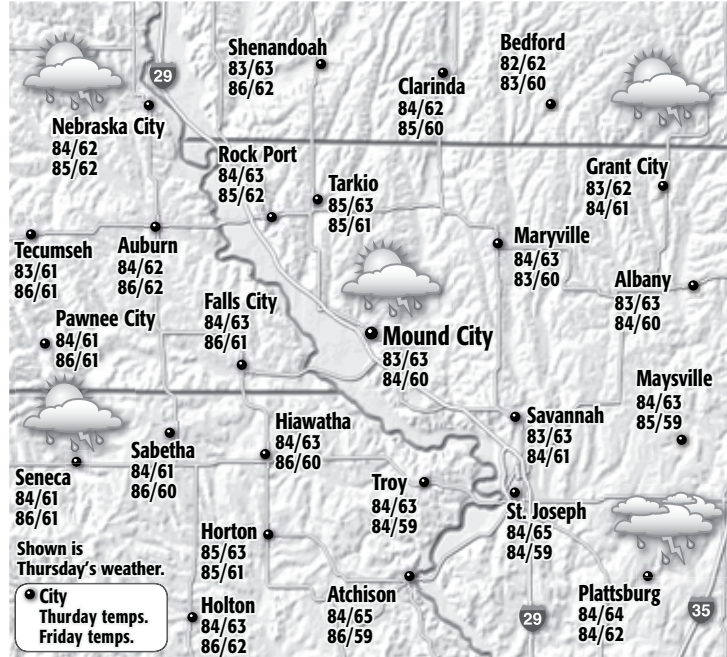 Shenandoah
83/63
86/62
Bedford
82/62
83/60
29
Clarinda
84/62
85/60
Nebraska City
84/62
85/62
Rock Port
84/63
85/62
Tarkio
85/63
85/61
Grant City
83/62
84/61
Tecumseh
83/61
86/61
Auburn
84/62
86/62
Maryville
84/63
83/60
Albany
83/63
84/60
Falls City
84/63
86/61
Pawnee City
84/61
86/61
Mound City
83/63
84/60
Maysville
84/63
85/59
Savannah
83/63
84/61
Hiawatha
84/63
86/60
Sabetha
84/61
86/60
Seneca
84/61
86/61
Troy
84/63
84/59
St. Joseph
84/65
84/59
Horton
85/63
85/61
Shown is
Thursday's weather.
City
Thurday temps.
Friday temps.
Holton
84/63
86/62
Atchison
84/65
86/59
Plattsburg
84/64
84/62
29
35